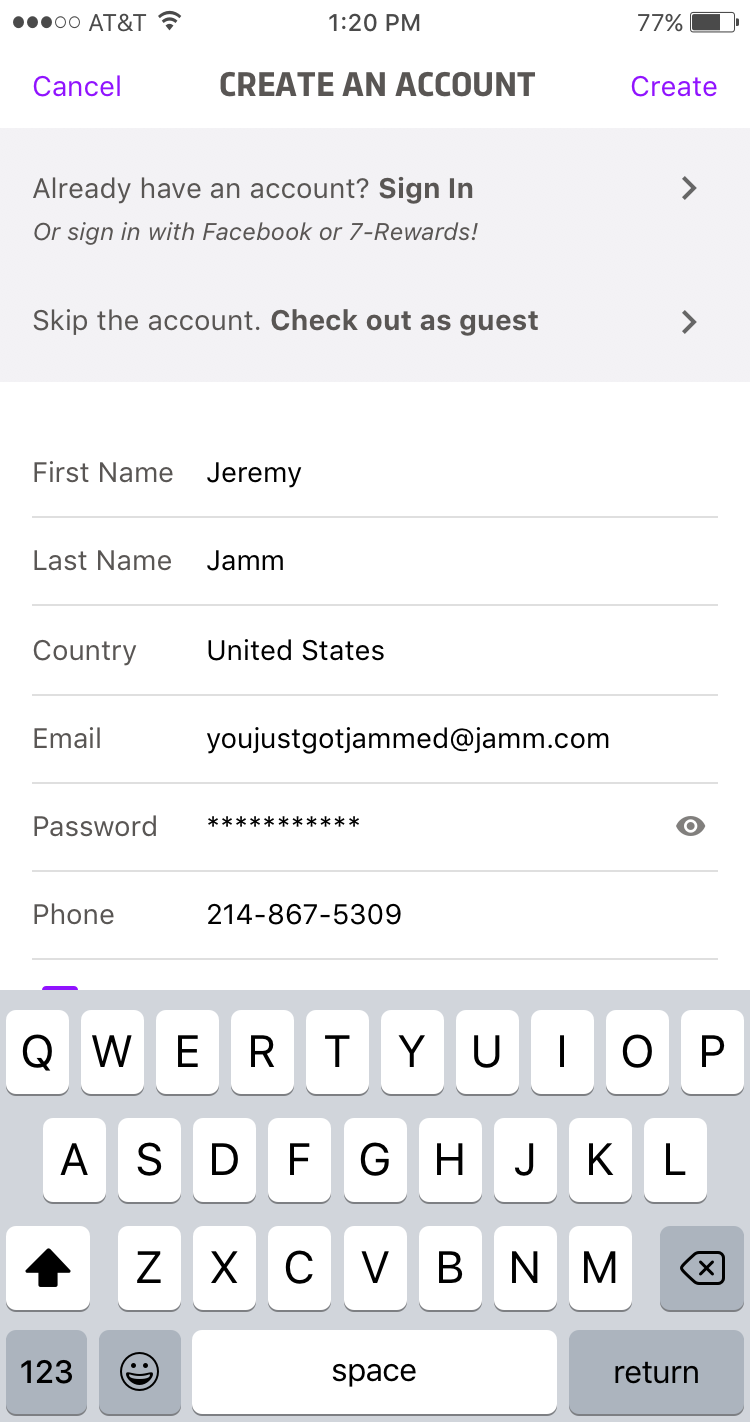 AT&T 1:20 PM 77%
Cancel CREATE AN ACCOUNT Create
Already have an account? Sign In
Or sign in with Facebook or 7-Rewards!
Skip the account. Check out as guest
First Name Jeremy
Last Name Jamm
Country United States
Email youjustgotjammed@jamm.com
Password ***********
Phone 214-867-5309
Q W E R T Y U I O P
A S D F G H J K L
Z X C V B N M
123 space return